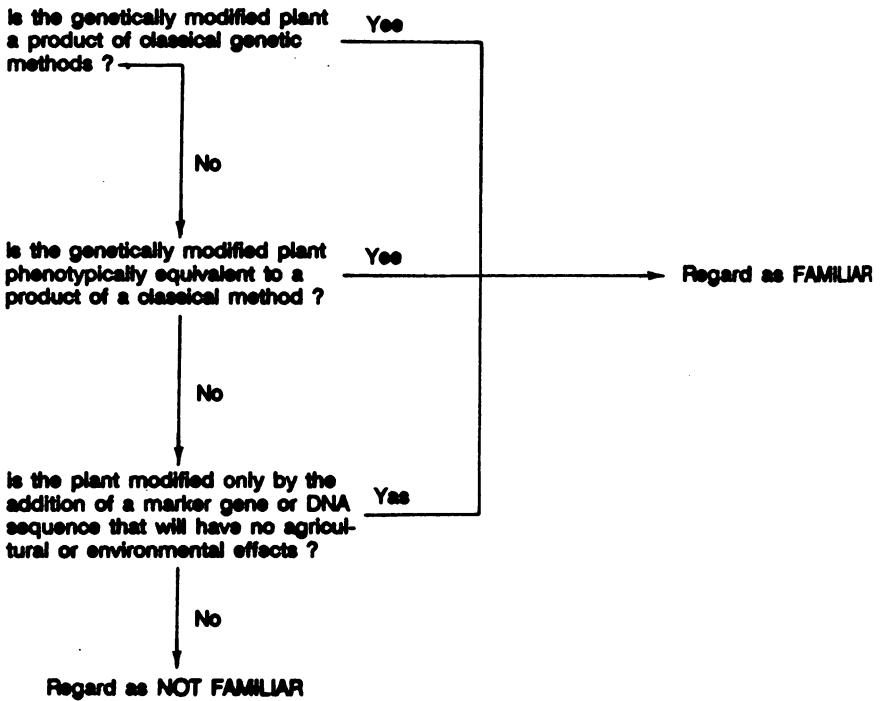 Is the genetically modified plant
a product of classical genetic
methods ?
Yes
No
Is the genetically modified plant
phenotypically equivalent to a
product of a classical method ?
Yes
Regard as FAMILIAR
No
Is the plant modified only by the
addition of a marker gene or DNA
sequence that will have no agricul-
tural or environmental effects ?
Yes
No
Regard as NOT FAMILIAR